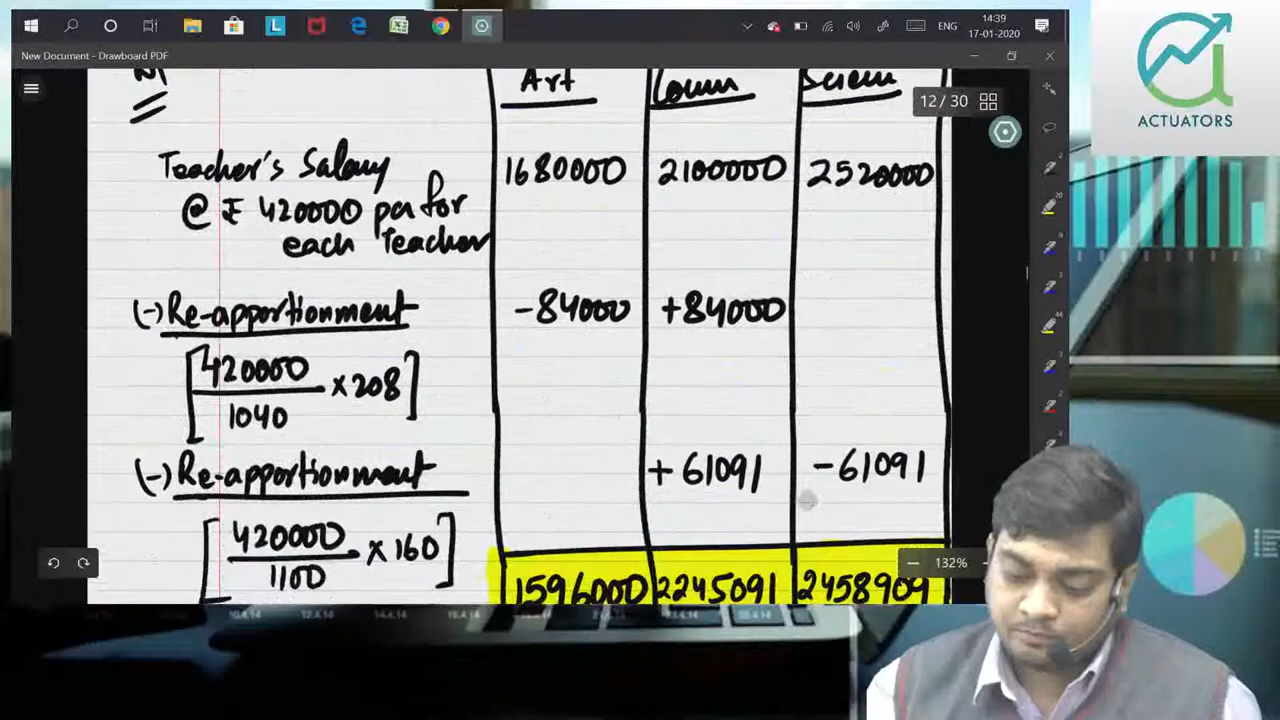 14:39
ENG
17-01-2020
New Document - Drawboard PDF
ACTUATORS
12 / 30
Art Comm Science
Teacher's Salary 1680000 2100000 2520000
@ ₹ 420000 per for
each Teacher
(-) Re-apportionment -84000 +84000
[420000/1040 × 208]
(-) Re-apportionment +61091 -61091
[420000/1100 × 160]
1596000 2245091 2458909
132%